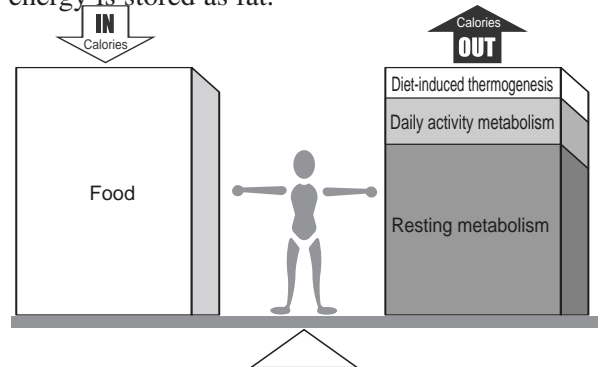 energy is stored as fat.
IN
Calories
Calories
OUT
Diet-induced thermogenesis
Daily activity metabolism
Resting metabolism
Food